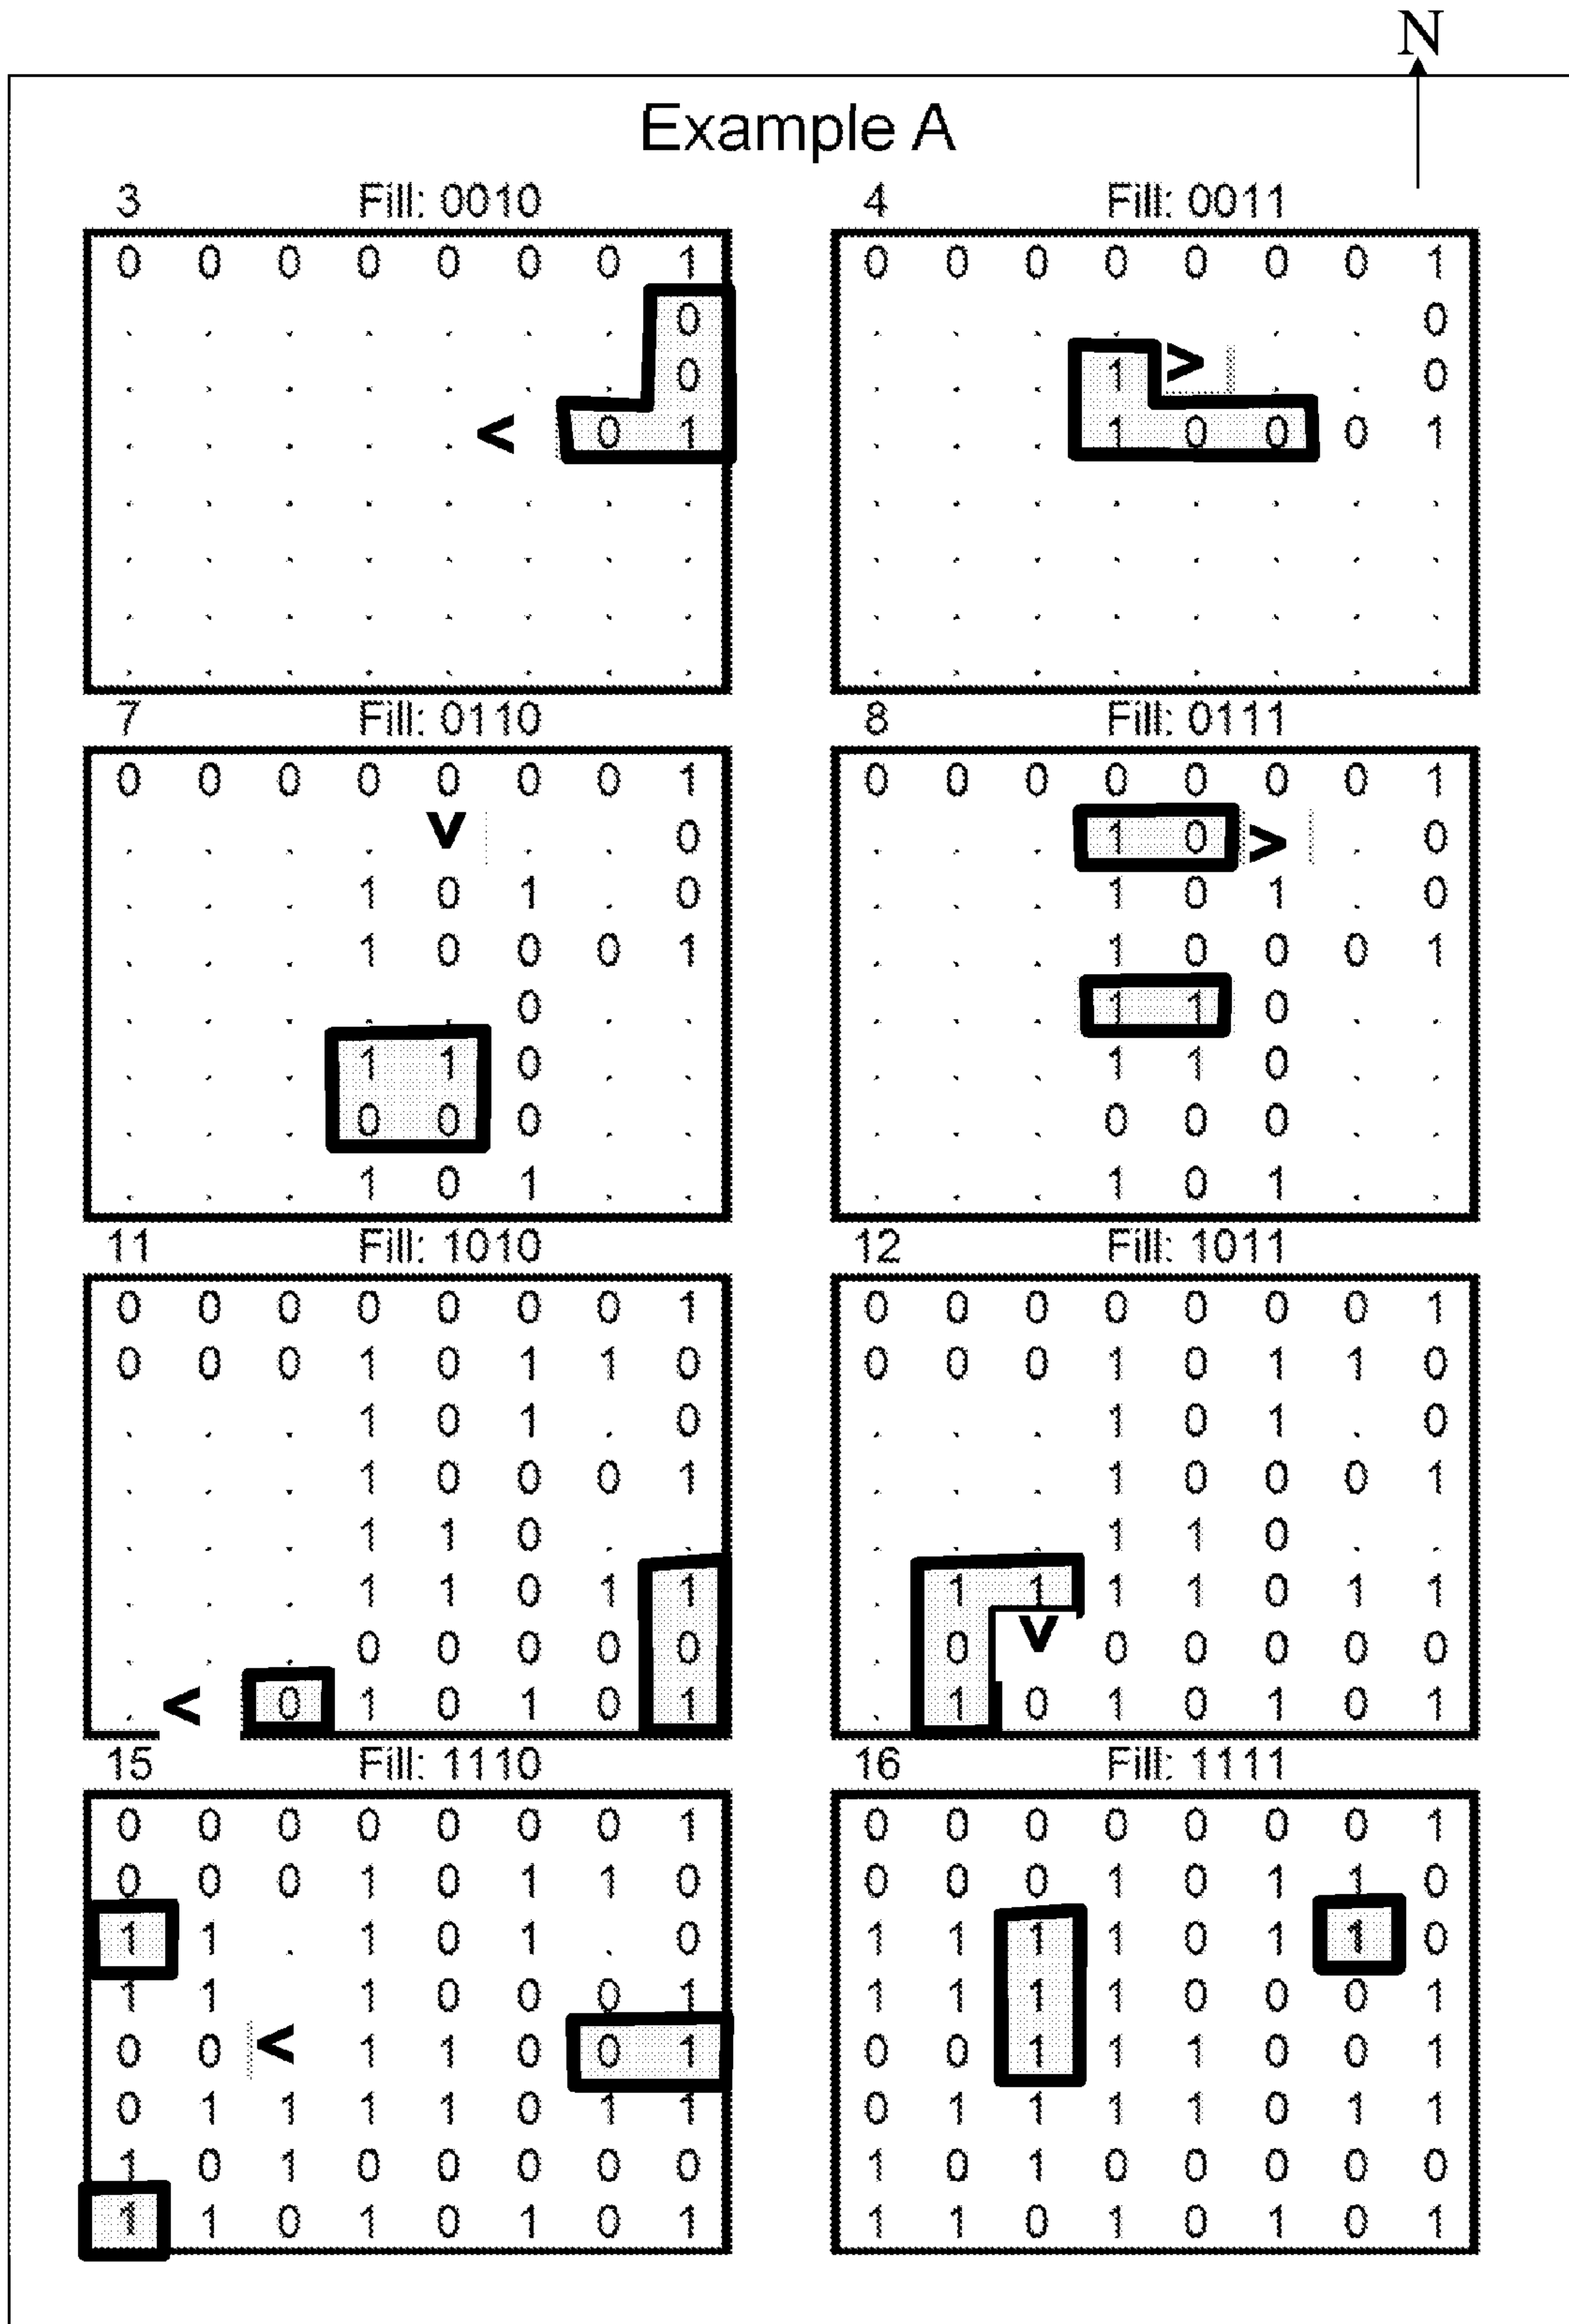 N
Example A
3 Fill: 0010 4 Fill: 0011
0 0 0 0 0 0 0 1 0 0 0 0 0 0 0 1
. . . . . . . 0 . . . . . . . 0
. . . . . . . 0 . . . 1 > . . 0
. . . . . < 0 1 . . . 1 0 0 0 1
. . . . . . . . . . . . . . . .
. . . . . . . . . . . . . . . .
. . . . . . . . . . . . . . . .
. . . . . . . . . . . . . . . .
7 Fill: 0110 8 Fill: 0111
0 0 0 0 0 0 0 1 0 0 0 0 0 0 0 1
. . . . v . . 0 . . . 1 0 > . 0
. . . 1 0 1 . 0 . . . 1 0 1 . 0
. . . 1 0 0 0 1 . . . 1 0 0 0 1
. . . . . 0 . . . . . 1 1 0 . .
. . . 1 1 0 . . . . . 1 1 0 . .
. . . 0 0 0 . . . . . 0 0 0 . .
. . . 1 0 1 . . . . . 1 0 1 . .
11 Fill: 1010 12 Fill: 1011
0 0 0 0 0 0 0 1 0 0 0 0 0 0 0 1
0 0 0 1 0 1 1 0 0 0 0 1 0 1 1 0
. . . 1 0 1 . 0 . . . 1 0 1 . 0
. . . 1 0 0 0 1 . . . 1 0 0 0 1
. . . 1 1 0 . . . . . 1 1 0 . .
. . . 1 1 0 1 1 . 1 1 1 1 0 1 1
. . . 0 0 0 0 0 . 0 v 0 0 0 0 0
. < 0 1 0 1 0 1 . 1 0 1 0 1 0 1
15 Fill: 1110 16 Fill: 1111
0 0 0 0 0 0 0 1 0 0 0 0 0 0 0 1
0 0 0 1 0 1 1 0 0 0 0 1 0 1 1 0
1 1 . 1 0 1 . 0 1 1 1 1 0 1 1 0
1 1 . 1 0 0 0 1 1 1 1 1 0 0 0 1
0 0 < 1 1 0 0 1 0 0 1 1 1 0 0 1
0 1 1 1 1 0 1 1 0 1 1 1 1 0 1 1
1 0 1 0 0 0 0 0 1 0 1 0 0 0 0 0
1 1 0 1 0 1 0 1 1 1 0 1 0 1 0 1